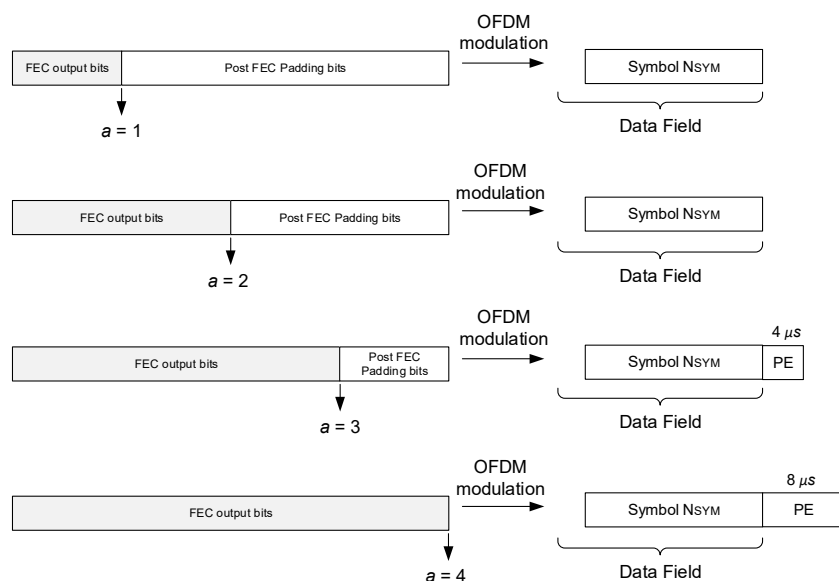 OFDM
modulation
FEC output bits
Post FEC Padding bits
Symbol NSYM
a = 1
Data Field
OFDM
modulation
FEC output bits
Post FEC Padding bits
Symbol NSYM
a = 2
Data Field
OFDM
modulation
4 µs
FEC output bits
Post FEC
Padding bits
Symbol NSYM
PE
a = 3
Data Field
OFDM
modulation
8 µs
FEC output bits
Symbol NSYM
PE
a = 4
Data Field